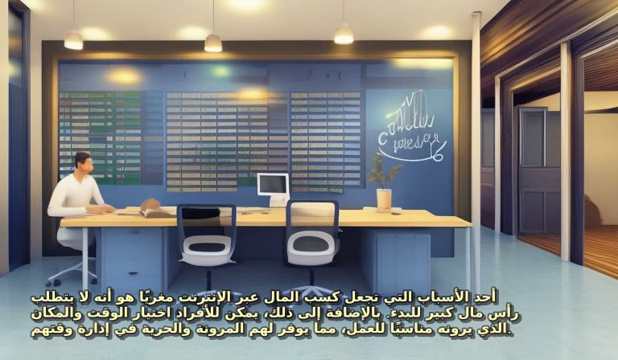 أحد الأسباب التي تجعل كسب المال عبر الإنترنت مغريًا هو أنه لا يتطلب
رأس مال كبير للبدء. بالإضافة إلى ذلك، يمكن للأفراد اختيار الوقت والمكان
الذي يرونه مناسبًا للعمل، مما يوفر لهم المرونة والحرية في إدارة وقتهم.